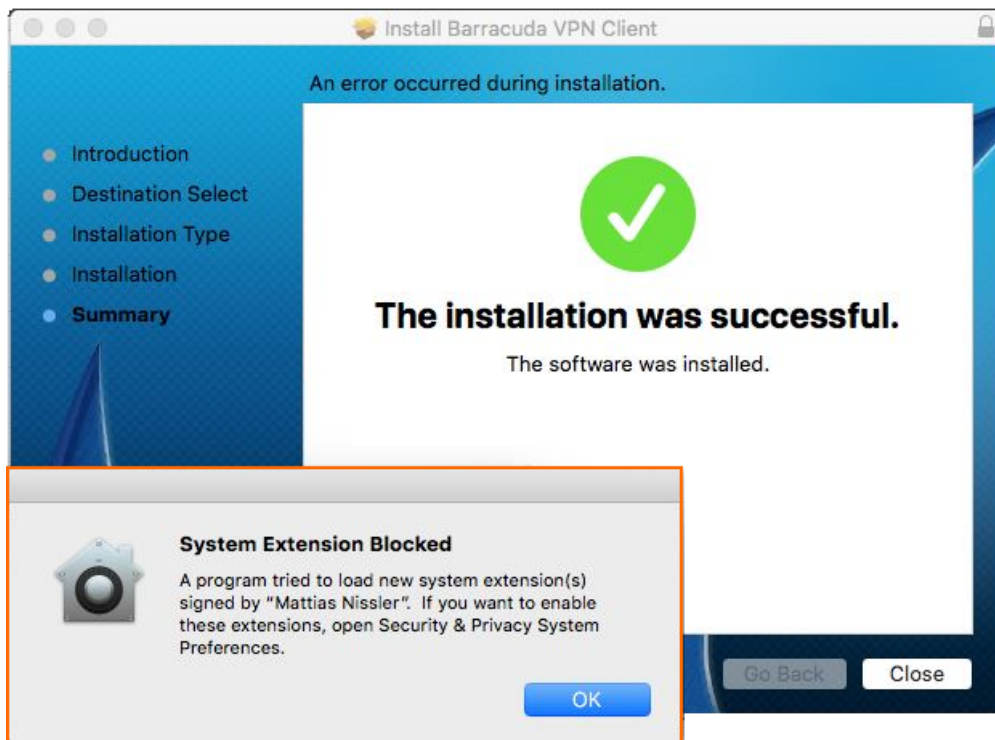 Install Barracuda VPN Client
An error occurred during installation.
Introduction
Destination Select
Installation Type
Installation
Summary
The installation was successful.
The software was installed.
System Extension Blocked
A program tried to load new system extension(s)
signed by “Mattias Nissler”.  If you want to enable
these extensions, open Security & Privacy System
Preferences.
OK
Go Back
Close